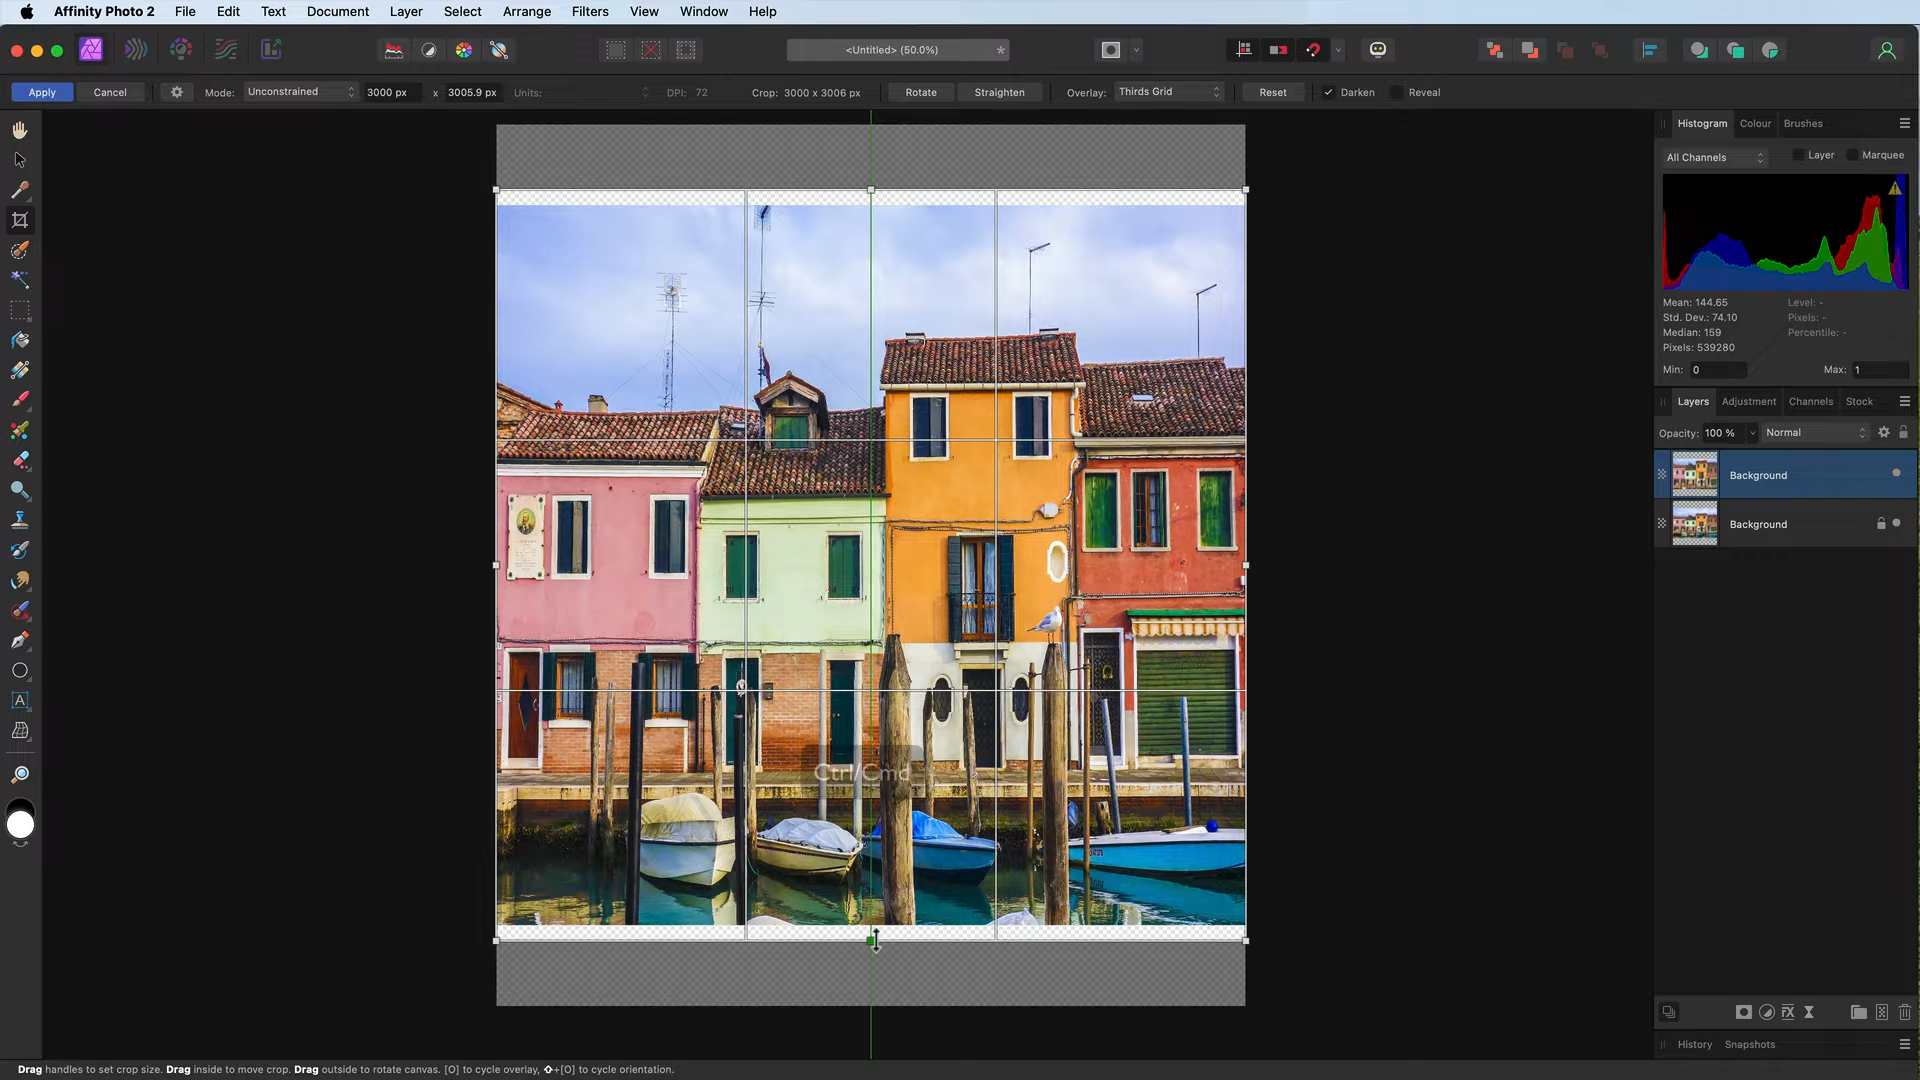 Affinity Photo 2 File Edit Text Document Layer Select Arrange Filters View Window Help
<Untitled> (50.0%) *
Apply Cancel Mode: Unconstrained 3000 px x 3005.9 px Units: DPI: 72 Crop: 3000 x 3006 px Rotate Straighten Overlay: Thirds Grid Reset Darken Reveal
Histogram Colour Brushes
All Channels Layer Marquee
Mean: 144.65 Level: -
Std. Dev.: 74.10 Pixels: -
Median: 159 Percentile: -
Pixels: 539280
Min: 0 Max: 1
Layers Adjustment Channels Stock
Opacity: 100 % Normal
Background
Background
Ctrl/Cmd
History Snapshots
Drag handles to set crop size. Drag inside to move crop. Drag outside to rotate canvas. [O] to cycle overlay, ⇧+[O] to cycle orientation.